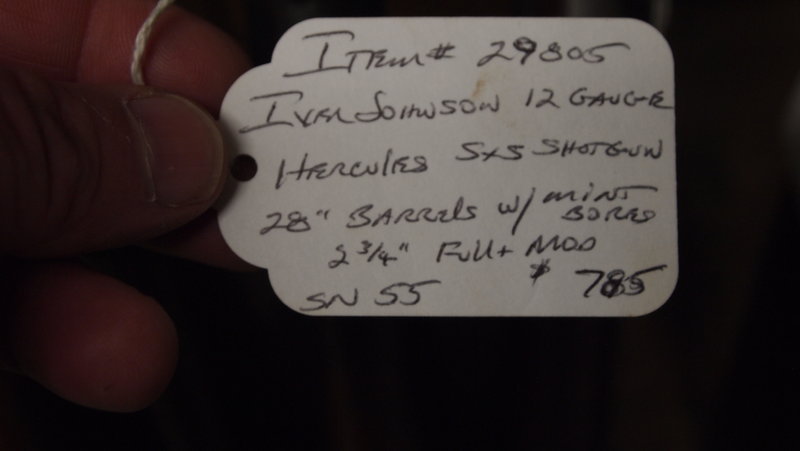 ITEM# 29805
IVER JOHNSON 12 GAUGE
HERCULES SXS SHOTGUN
28" BARRELS W/ MINT BORES
2 3/4" FULL + MOD
SN 55 $ 785